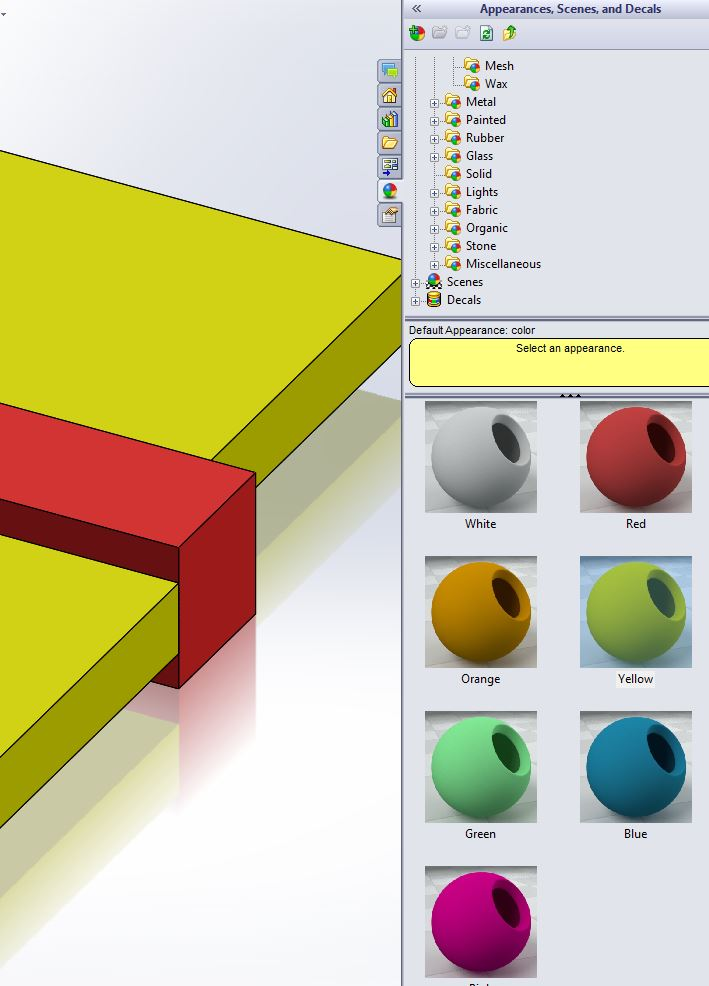 Appearances, Scenes, and Decals
Mesh
Wax
Metal
Painted
Rubber
Glass
Solid
Lights
Fabric
Organic
Stone
Miscellaneous
Scenes
Decals
Default Appearance: color
Select an appearance.
White Red
Orange Yellow
Green Blue